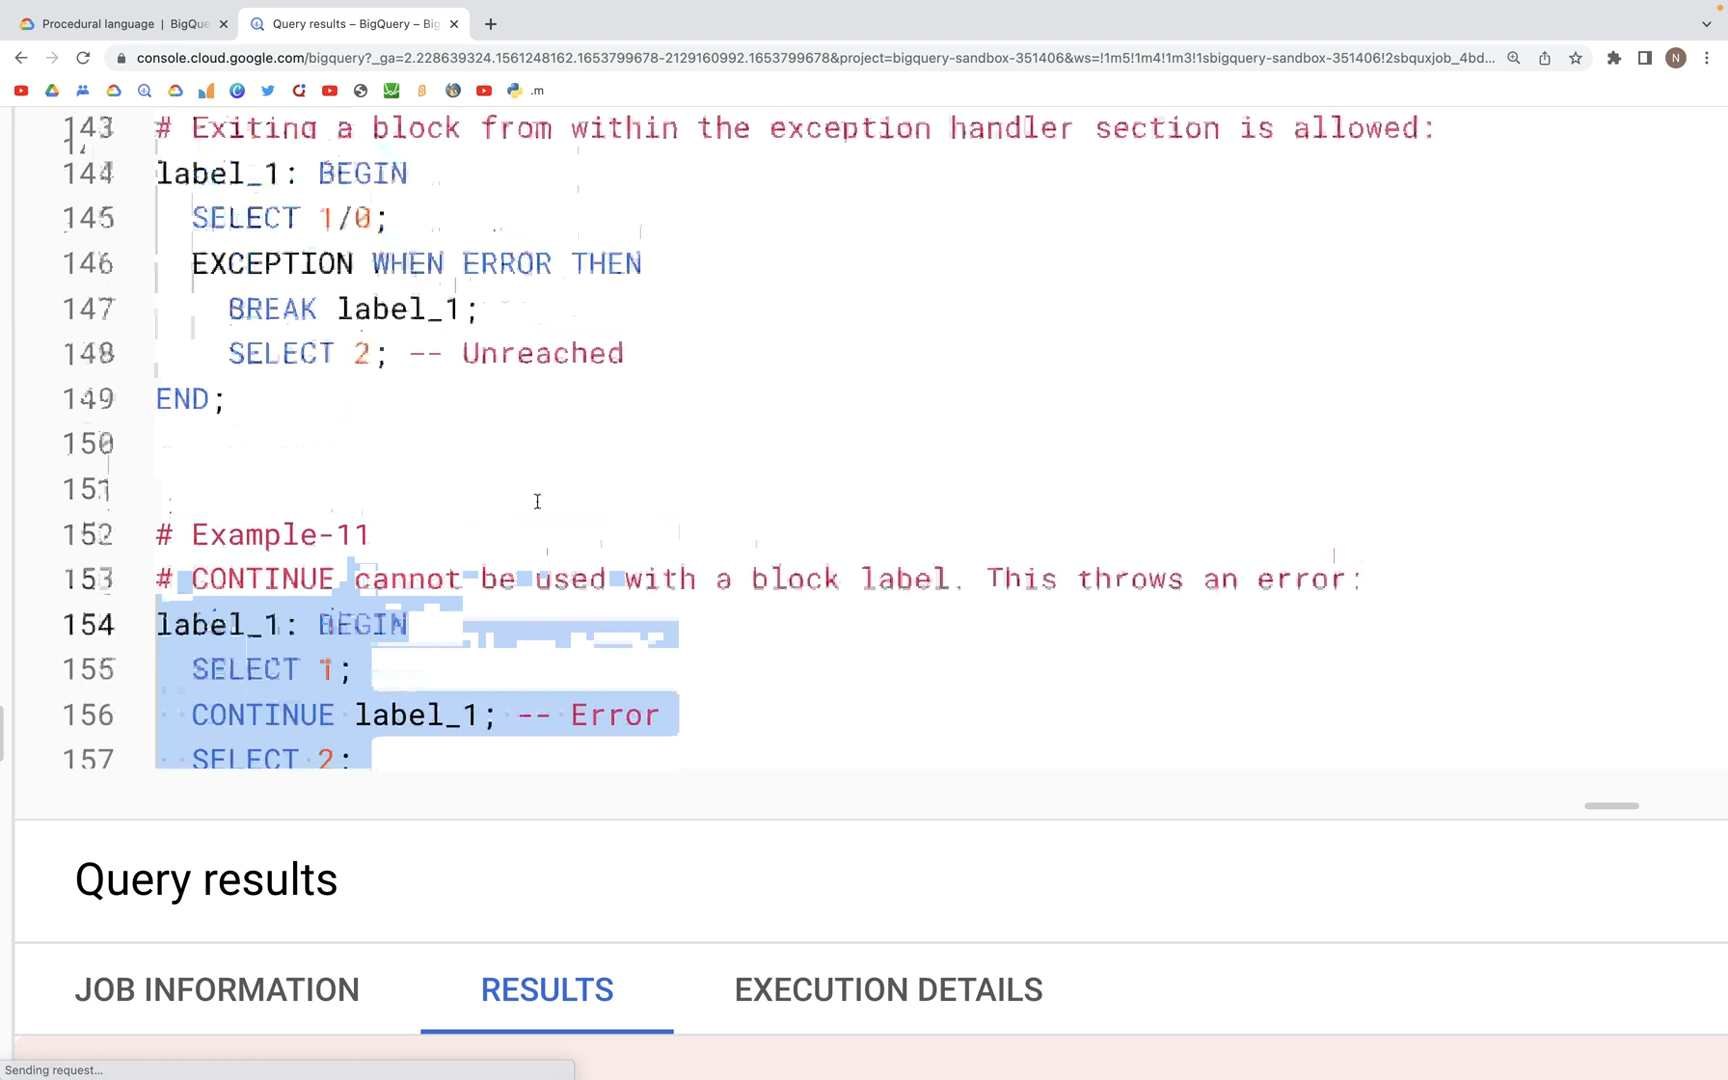 Procedural language | BigQue
Query results – BigQuery – Big
console.cloud.google.com/bigquery?_ga=2.228639324.1561248162.1653799678-2129160992.1653799678&project=bigquery-sandbox-351406&ws=!1m5!1m4!1m3!1sbigquery-sandbox-351406!2sbquxjob_4bd...
N
.m
143 # Exiting a block from within the exception handler section is allowed:
144 label_1: BEGIN
145 SELECT 1/0;
146 EXCEPTION WHEN ERROR THEN
147 BREAK label_1;
148 SELECT 2; -- Unreached
149 END;
150
151
152 # Example-11
153 # CONTINUE cannot be used with a block label. This throws an error:
154 label_1: BEGIN
155 SELECT 1;
156 CONTINUE label_1; -- Error
157 SELECT 2;
Query results
JOB INFORMATION
RESULTS
EXECUTION DETAILS
Sending request...